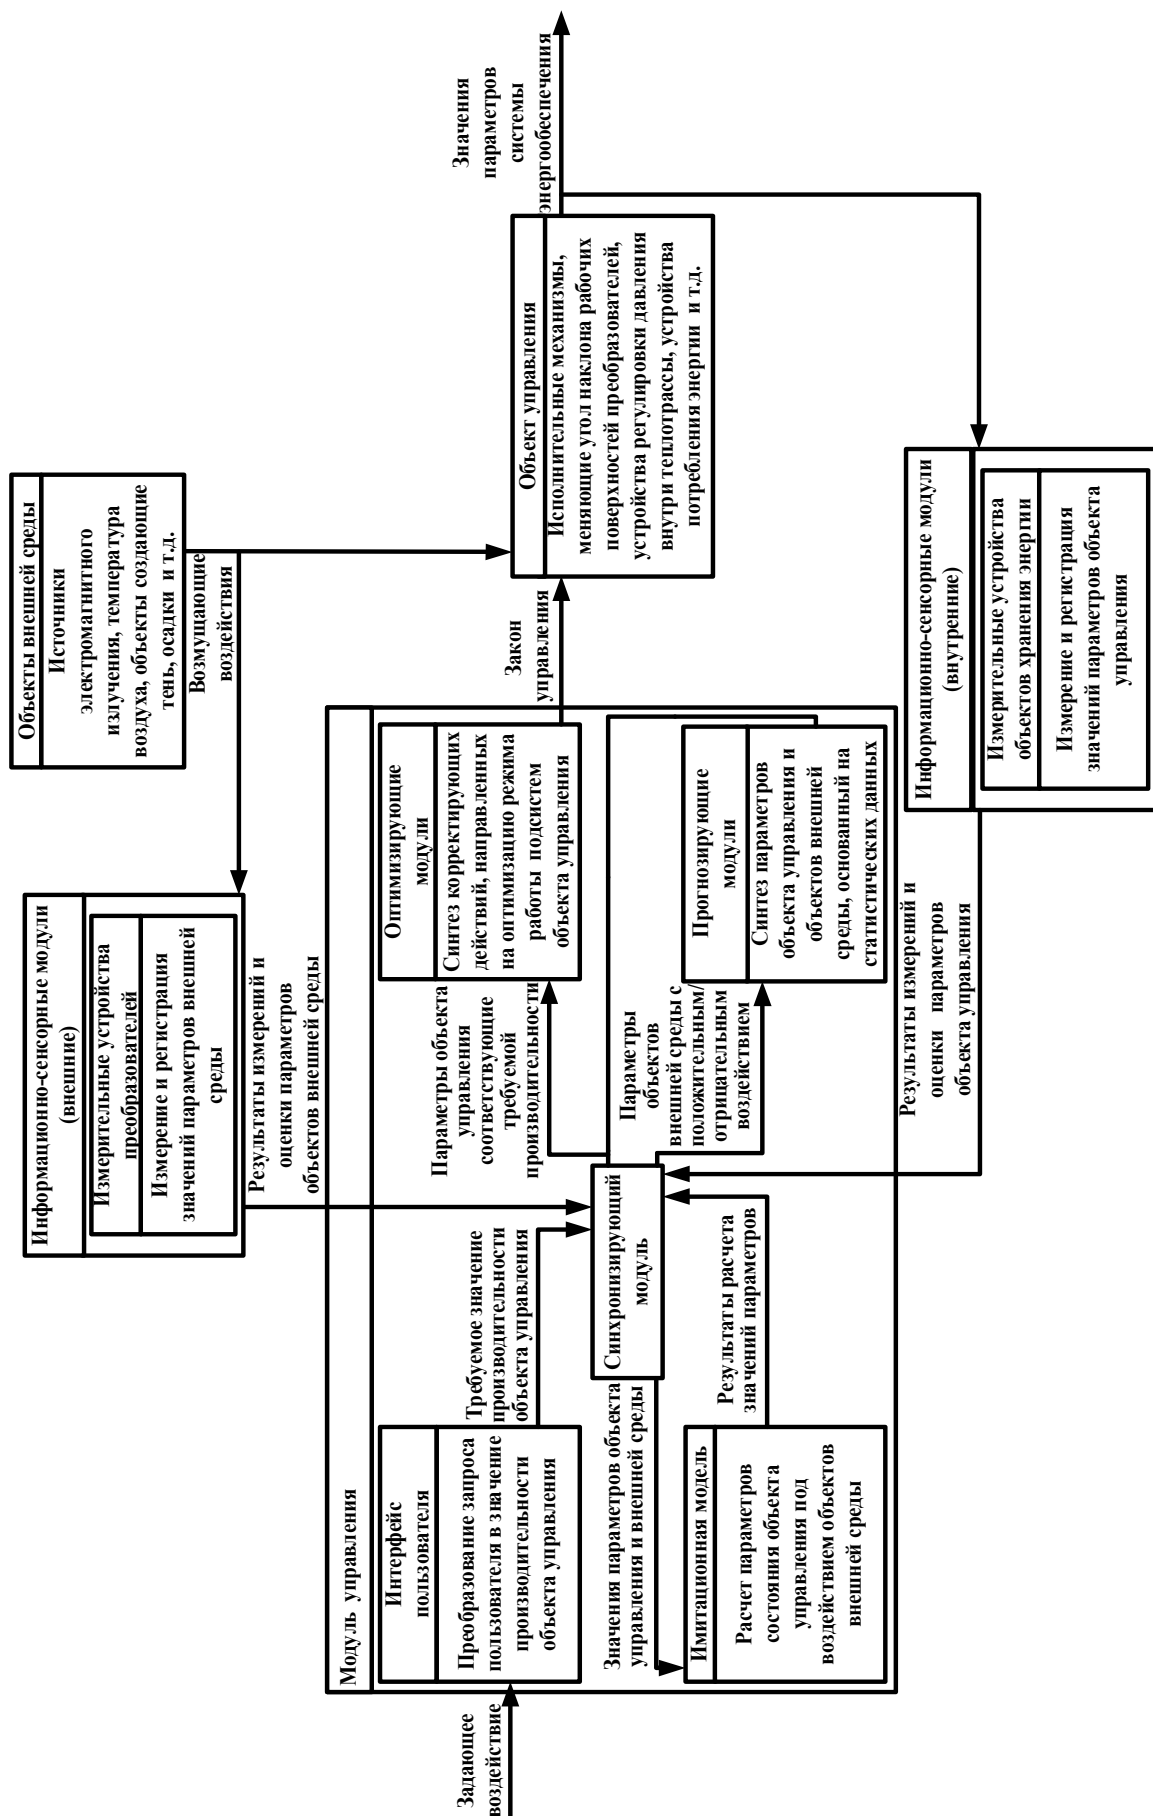 Объекты внешней среды
Источники
электромагнитного
излучения, температура
воздуха, объекты создающие
тень, осадки и т.д.
Возмущающие
воздействия
Информационно-сенсорные модули
(внешние)
Измерительные устройства
преобразователей
Измерение и регистрация
значений параметров внешней
среды
Результаты измерений и
оценки параметров
объектов внешней среды
Задающее
воздействие
Модуль управления
Интерфейс
пользователя
Преобразование запроса
пользователя в значение
производительности
объекта управления
Требуемое значение
производительности
объекта управления
Параметры объекта
управления
соответствующие
требуемой
производительности
Оптимизирующие
модули
Синтез корректирующих
действий, направленных
на оптимизацию режима
работы подсистем
объекта управления
Закон
управления
Объект управления
Исполнительные механизмы,
меняющие угол наклона рабочих
поверхностей преобразователей,
устройства регулировки давления
внутри теплотрассы, устройства
потребления энергии и т.д.
Значения
параметров
системы
энергообеспечения
Синхронизирующий
модуль
Значения параметров объекта
управления и внешней среды
Имитационная модель
Расчет параметров
состояния объекта
управления под
воздействием объектов
внешней среды
Результаты расчета
значений параметров
Параметры
объектов
внешней среды с
положительным/
отрицательным
воздействием
Прогнозирующие
модули
Синтез параметров
объекта управления и
объектов внешней
среды, основанный на
статистических данных
Результаты измерений и
оценки параметров
объекта управления
Информационно-сенсорные модули
(внутренние)
Измерительные устройства
объектов хранения энергии
Измерение и регистрация
значений параметров объекта
управления